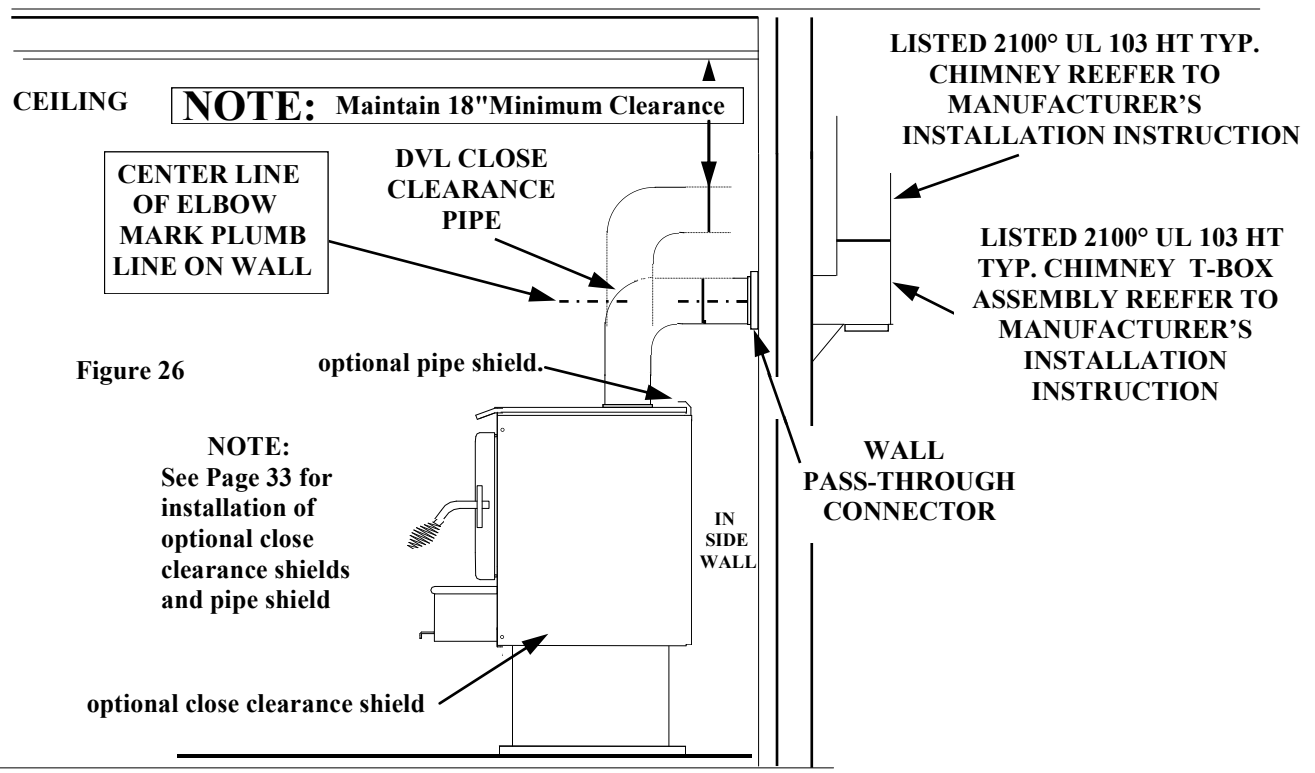 LISTED 2100° UL 103 HT TYP.
CHIMNEY REEFER TO
MANUFACTURER'S
INSTALLATION INSTRUCTION
CEILING
NOTE: Maintain 18"Minimum Clearance
CENTER LINE
OF ELBOW
MARK PLUMB
LINE ON WALL
DVL CLOSE
CLEARANCE
PIPE
LISTED 2100° UL 103 HT
TYP. CHIMNEY T-BOX
ASSEMBLY REEFER TO
MANUFACTURER'S
INSTALLATION
INSTRUCTION
Figure 26
optional pipe shield.
NOTE:
See Page 33 for
installation of
optional close
clearance shields
and pipe shield
WALL
PASS-THROUGH
CONNECTOR
IN
SIDE
WALL
optional close clearance shield